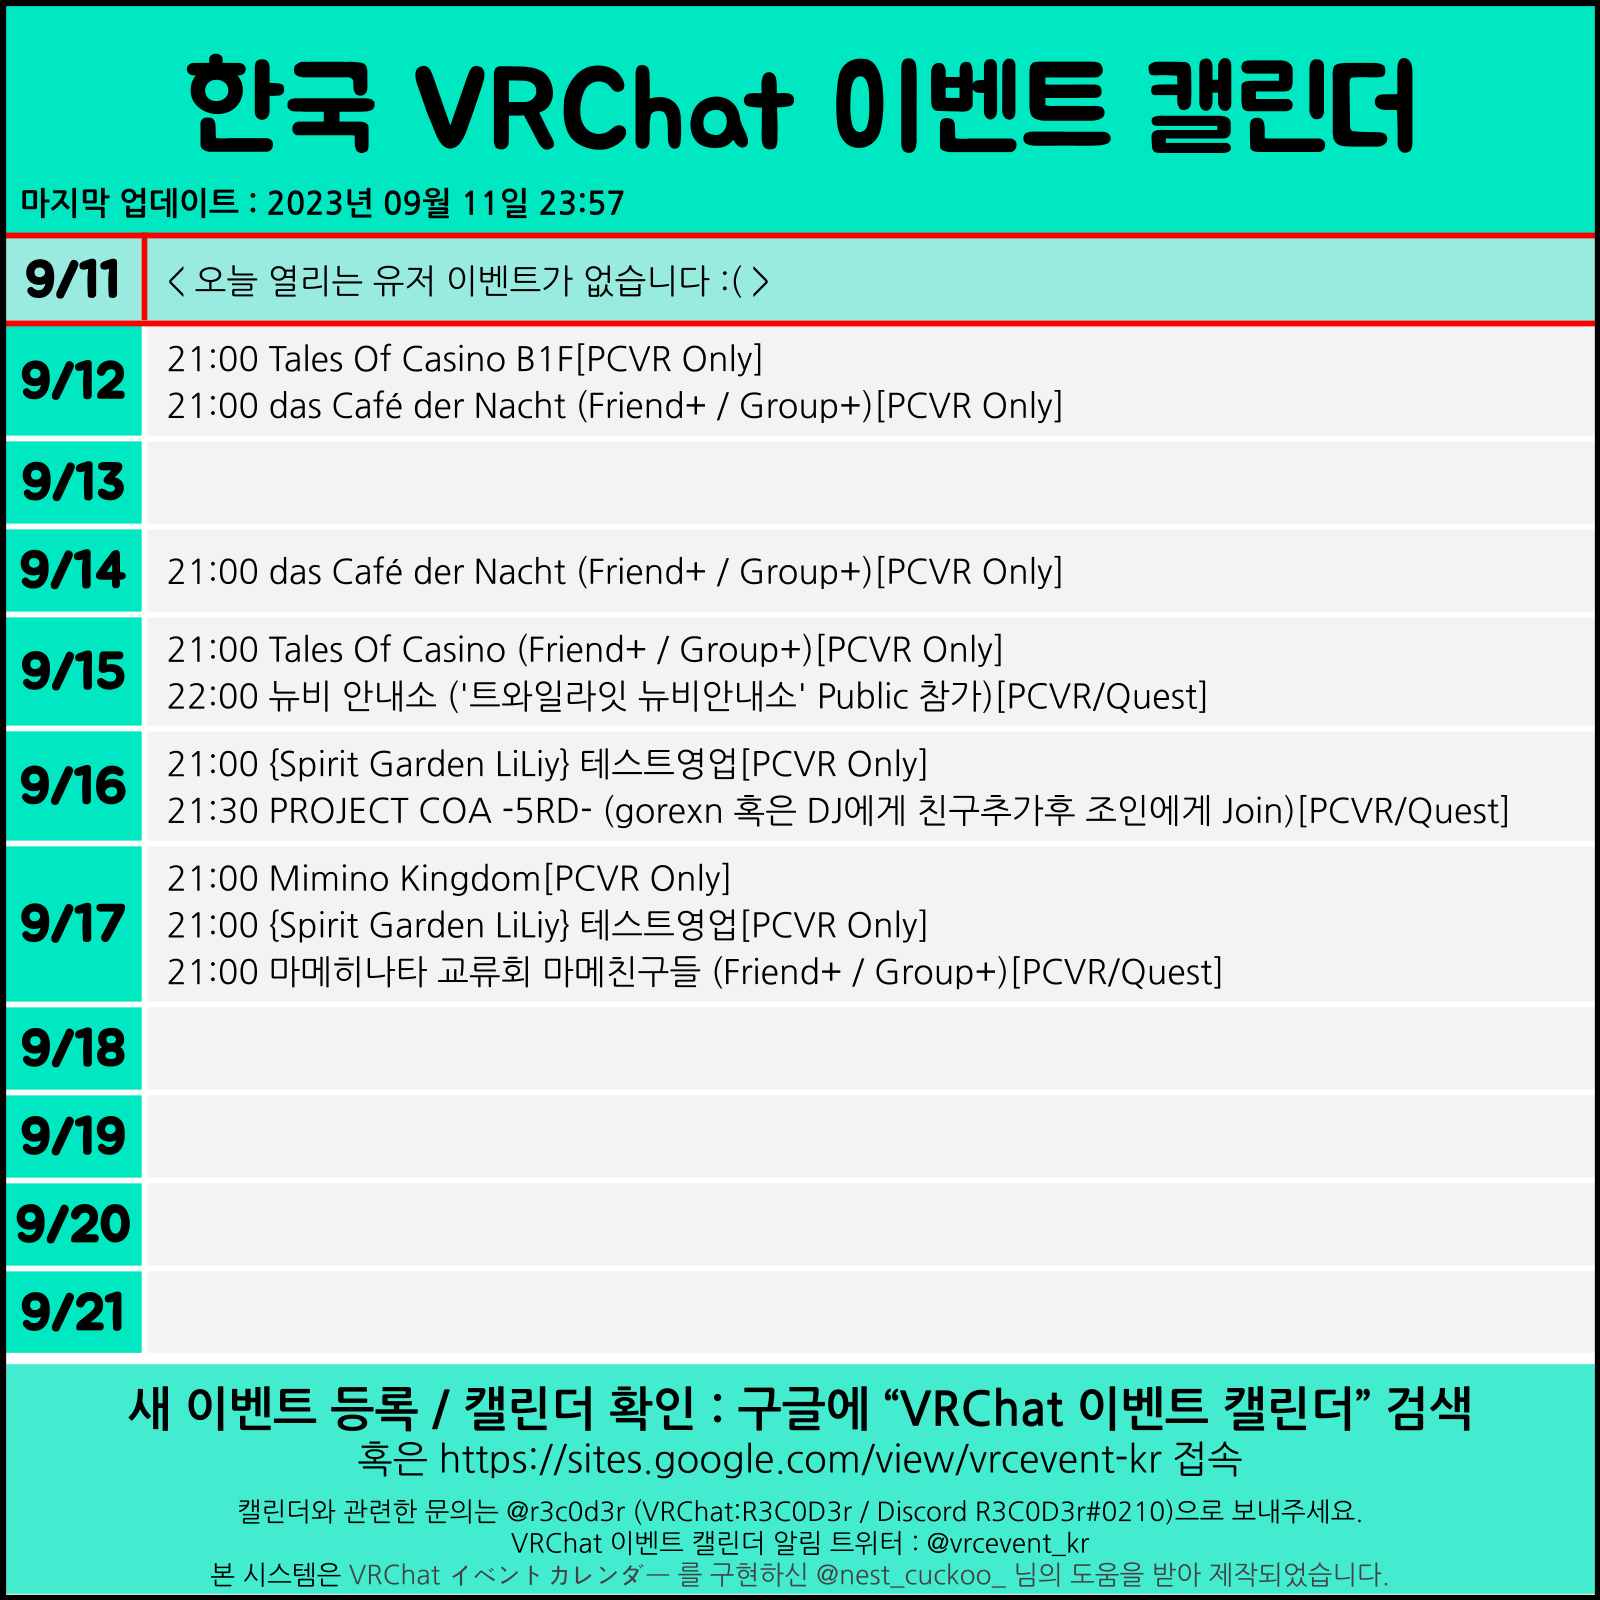 한국 VRChat 이벤트 캘린더
마지막 업데이트 : 2023년 09월 11일 23:57
9/11
< 오늘 열리는 유저 이벤트가 없습니다 :( >
9/12
21:00 Tales Of Casino B1F[PCVR Only]
21:00 das Café der Nacht (Friend+ / Group+)[PCVR Only]
9/13
9/14
21:00 das Café der Nacht (Friend+ / Group+)[PCVR Only]
9/15
21:00 Tales Of Casino (Friend+ / Group+)[PCVR Only]
22:00 뉴비 안내소 ('트와일라잇 뉴비안내소' Public 참가)[PCVR/Quest]
9/16
21:00 {Spirit Garden LiLiy} 테스트영업[PCVR Only]
21:30 PROJECT COA -5RD- (gorexn 혹은 DJ에게 친구추가후 조인에게 Join)[PCVR/Quest]
9/17
21:00 Mimino Kingdom[PCVR Only]
21:00 {Spirit Garden LiLiy} 테스트영업[PCVR Only]
21:00 마메히나타 교류회 마메친구들 (Friend+ / Group+)[PCVR/Quest]
9/18
9/19
9/20
9/21
새 이벤트 등록 / 캘린더 확인 : 구글에 “VRChat 이벤트 캘린더” 검색
혹은 https://sites.google.com/view/vrcevent-kr 접속
캘린더와 관련한 문의는 @r3c0d3r (VRChat:R3C0D3r / Discord R3C0D3r#0210)으로 보내주세요.
VRChat 이벤트 캘린더 알림 트위터 : @vrcevent_kr
본 시스템은 VRChat イベントカレンダー 를 구현하신 @nest_cuckoo_ 님의 도움을 받아 제작되었습니다.